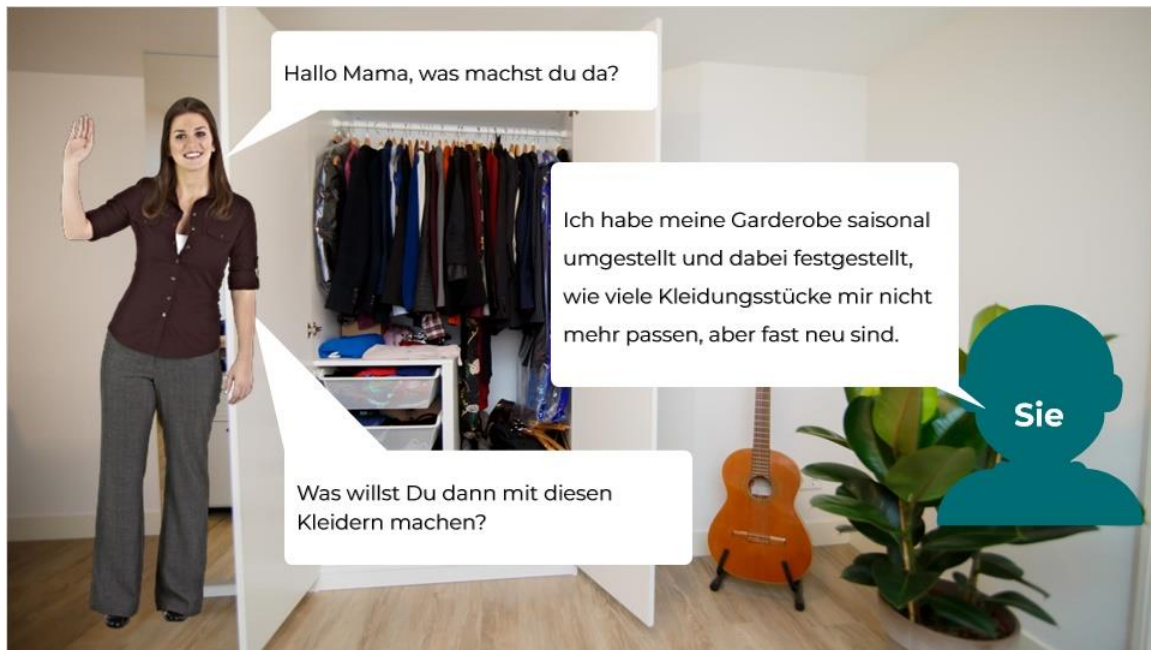 Hallo Mama, was machst du da?
Ich habe meine Garderobe saisonal
umgestellt und dabei festgestellt,
wie viele Kleidungsstücke mir nicht
mehr passen, aber fast neu sind.
Sie
Was willst Du dann mit diesen
Kleidern machen?